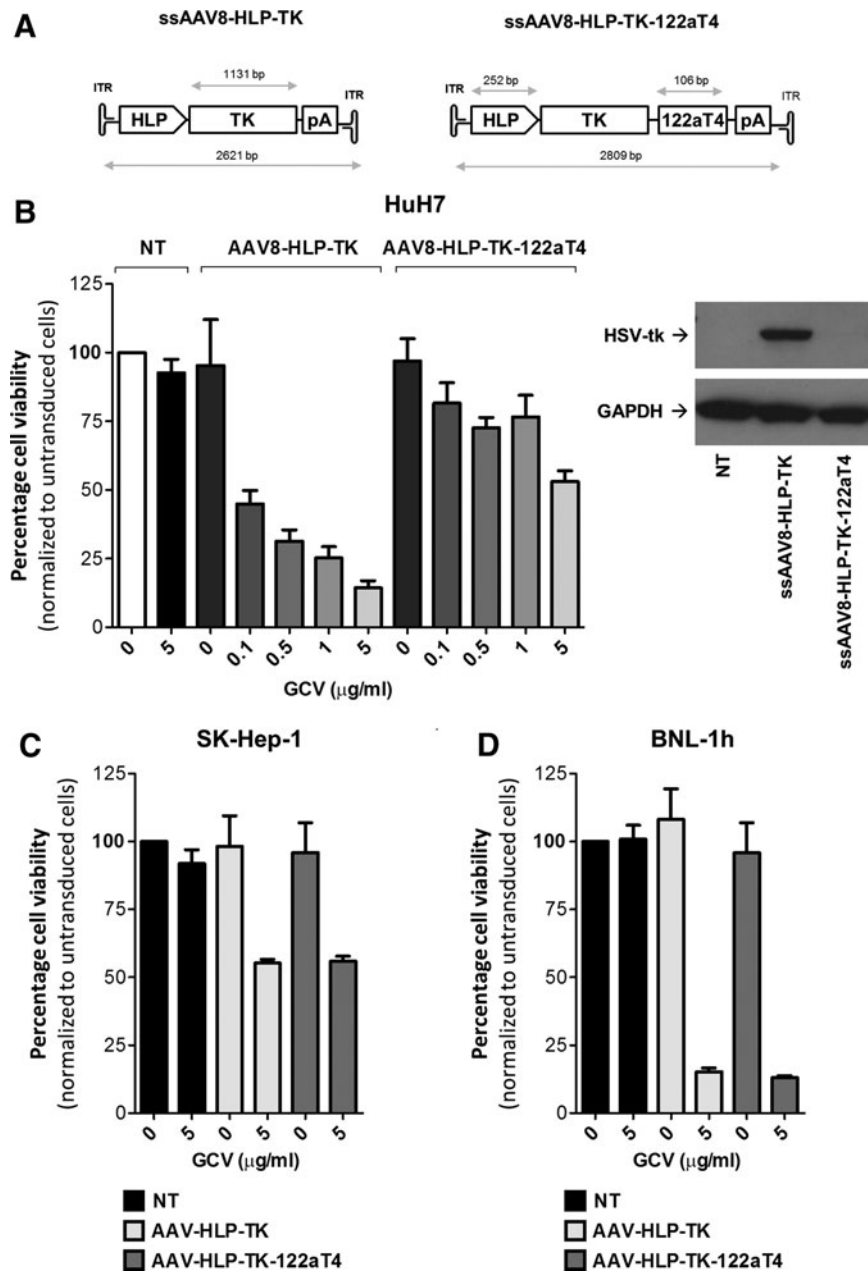 A
ssAAV8-HLP-TK
ssAAV8-HLP-TK-122aT4
ITR
1131 bp
ITR
HLP
TK
pA
2621 bp
ITR
252 bp
106 bp
ITR
HLP
TK
122aT4
pA
2809 bp
B
HuH7
NT
AAV8-HLP-TK
AAV8-HLP-TK-122aT4
Percentage cell viability
(normalized to untransduced cells)
125
100
75
50
25
0
0 5 0 0.1 0.5 1 5 0 0.1 0.5 1 5
GCV (μg/ml)
HSV-tk →
GAPDH →
NT
ssAAV8-HLP-TK
ssAAV8-HLP-TK-122aT4
C
SK-Hep-1
Percentage cell viability
(normalized to untransduced cells)
125
100
75
50
25
0
0 5 0 5 0 5
GCV (μg/ml)
NT
AAV-HLP-TK
AAV-HLP-TK-122aT4
D
BNL-1h
Percentage cell viability
(normalized to untransduced cells)
125
100
75
50
25
0
0 5 0 5 0 5
GCV (μg/ml)
NT
AAV-HLP-TK
AAV-HLP-TK-122aT4